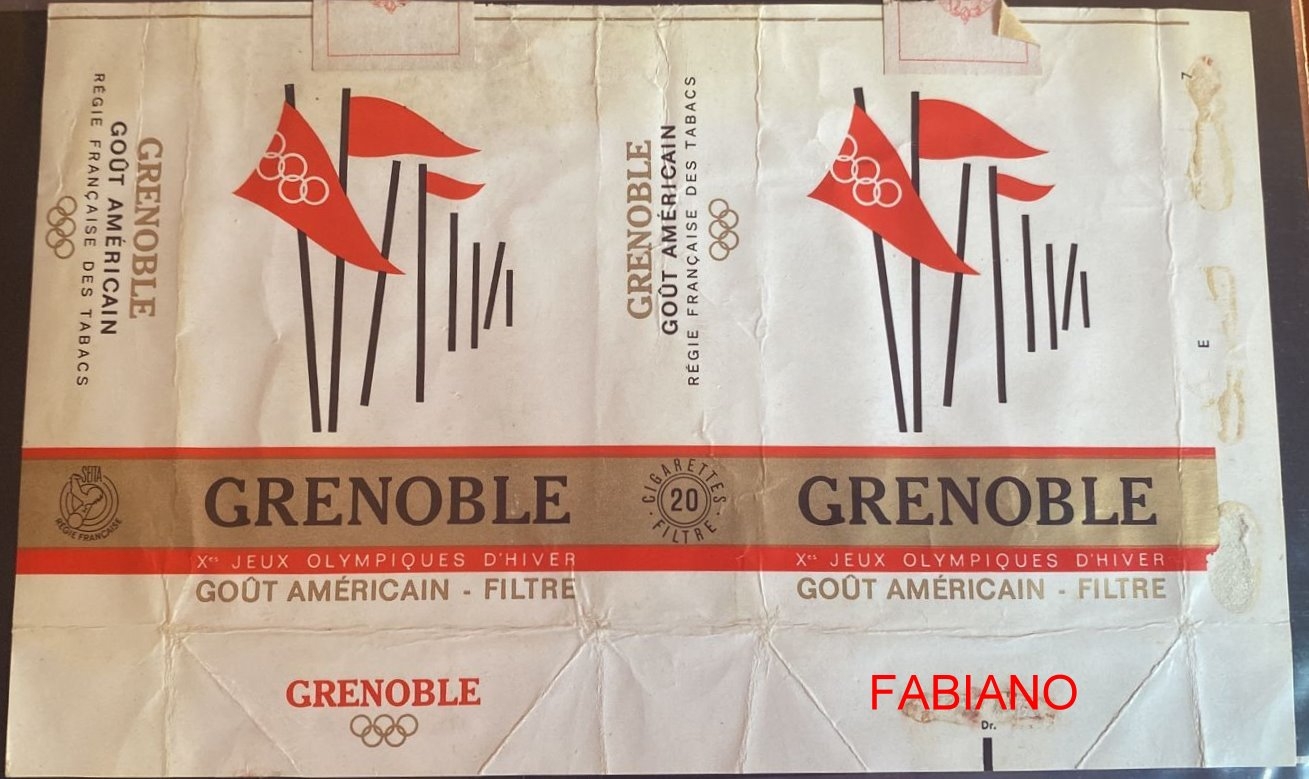 GRENOBLE
GOÛT AMÉRICAIN
RÉGIE FRANÇAISE DES TABACS
GRENOBLE
GOÛT AMÉRICAIN
RÉGIE FRANÇAISE DES TABACS
7
E
SEITA
RÉGIE FRANÇAISE
GRENOBLE
Xes JEUX OLYMPIQUES D'HIVER
GOÛT AMÉRICAIN - FILTRE
CIGARETTES
20
FILTRE
GRENOBLE
Xes JEUX OLYMPIQUES D'HIVER
GOÛT AMÉRICAIN - FILTRE
GRENOBLE
FABIANO
Dr.